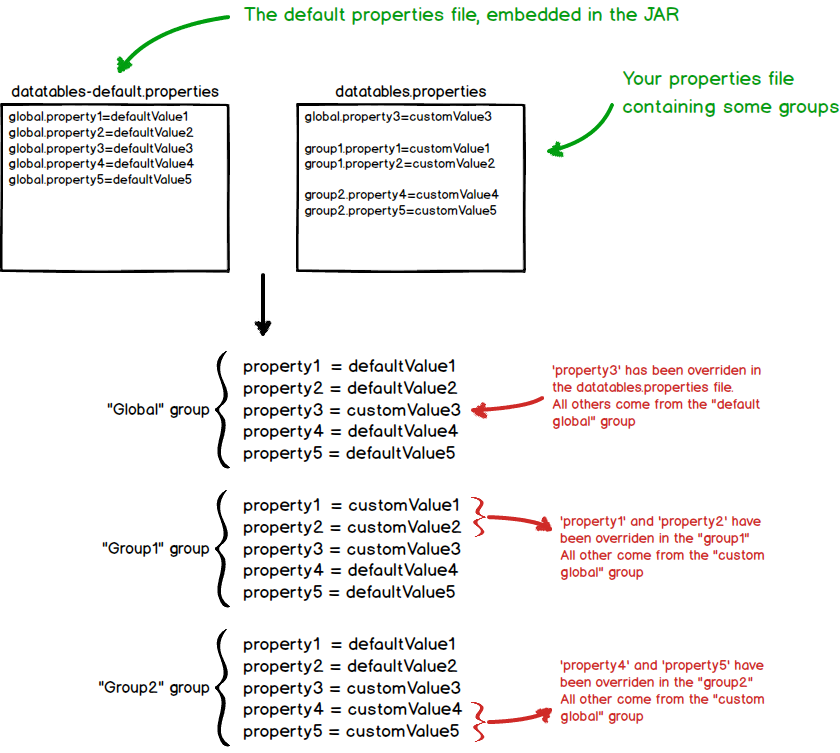 The default properties file, embedded in the JAR
datatables-default.properties
global.property1=defaultValue1
global.property2=defaultValue2
global.property3=defaultValue3
global.property4=defaultValue4
global.property5=defaultValue5
datatables.properties
global.property3=customValue3
group1.property1=customValue1
group1.property2=customValue2
group2.property4=customValue4
group2.property5=customValue5
Your properties file
containing some groups
"Global" group
property1 = defaultValue1
property2 = defaultValue2
property3 = customValue3
property4 = defaultValue4
property5 = defaultValue5
'property3' has been overriden in
the datatables.properties file.
All others come from the "default
global" group
"Group1" group
property1 = customValue1
property2 = customValue2
property3 = customValue3
property4 = defaultValue4
property5 = defaultValue5
'property1' and 'property2' have
been overriden in the "group1"
All other come from the "custom
global" group
"Group2" group
property1 = defaultValue1
property2 = defaultValue2
property3 = customValue3
property4 = customValue4
property5 = customValue5
'property4' and 'property5' have
been overriden in the "group2"
All other come from the "custom
global" group